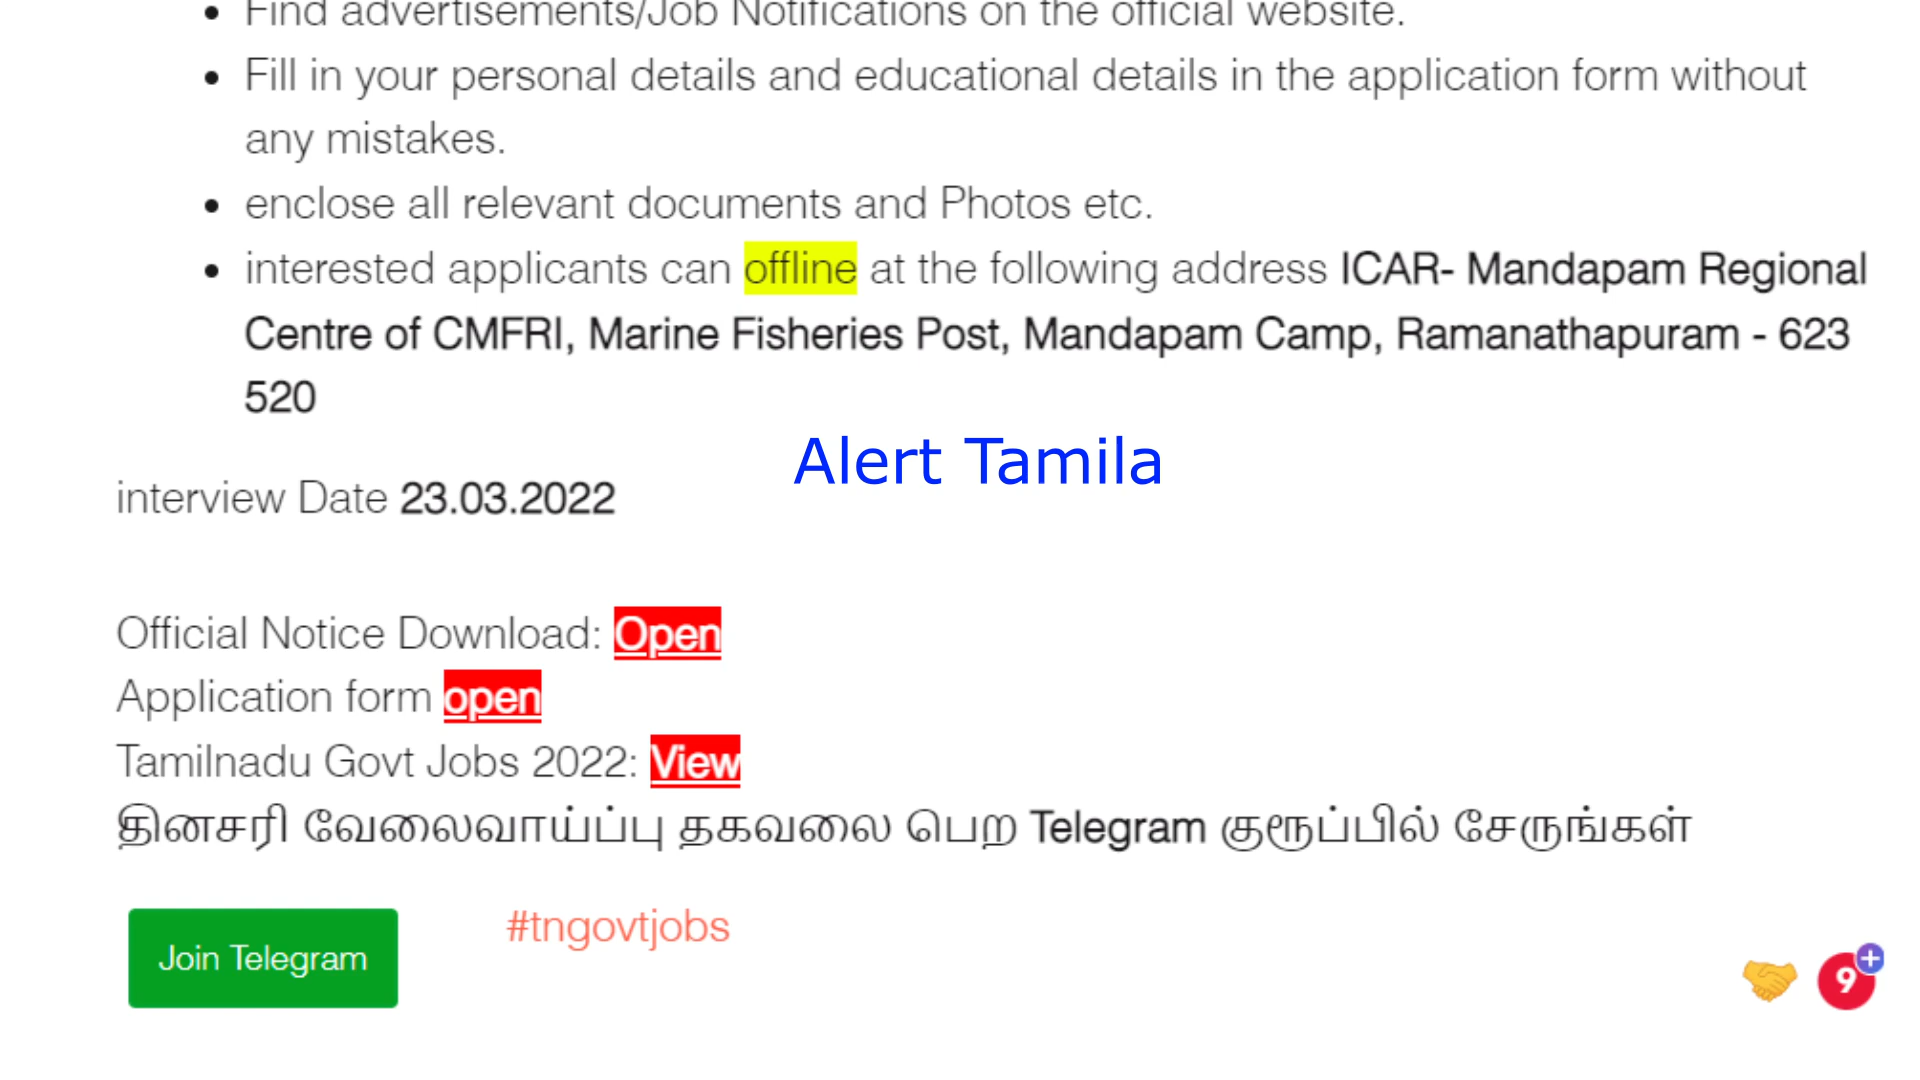 Find advertisements/Job Notifications on the official website.
Fill in your personal details and educational details in the application form without
any mistakes.
enclose all relevant documents and Photos etc.
interested applicants can offline at the following address ICAR- Mandapam Regional
Centre of CMFRI, Marine Fisheries Post, Mandapam Camp, Ramanathapuram - 623
520
Alert Tamila
interview Date 23.03.2022
Official Notice Download: Open
Application form open
Tamilnadu Govt Jobs 2022: View
தினசரி வேலைவாய்ப்பு தகவலை பெற Telegram குரூப்பில் சேருங்கள்
Join Telegram
#tngovtjobs
9